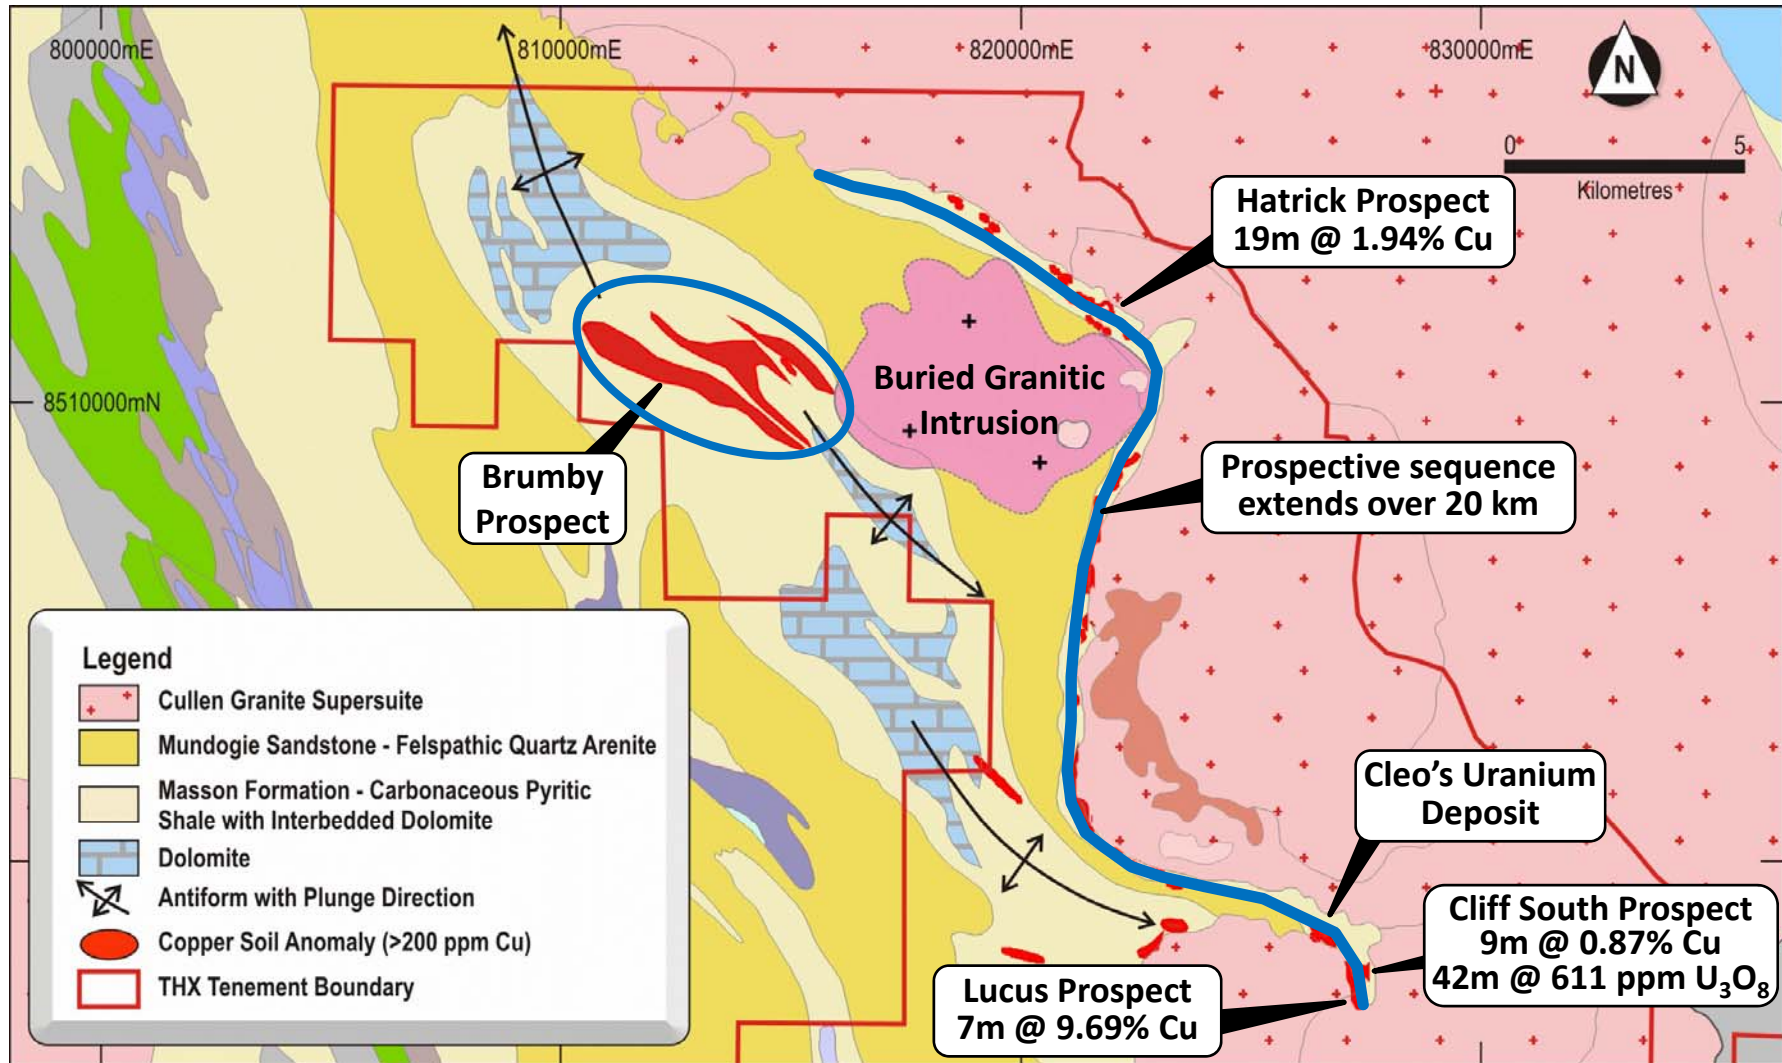 800000mE
810000mE
820000mE
830000mE
N
0
5
Kilometres
Hatrick Prospect
19m @ 1.94% Cu
8510000mN
Buried Granitic
Intrusion
Brumby
Prospect
Prospective sequence
extends over 20 km
Legend
Cullen Granite Supersuite
Mundogie Sandstone - Felspathic Quartz Arenite
Masson Formation - Carbonaceous Pyritic
Shale with Interbedded Dolomite
Dolomite
Antiform with Plunge Direction
Copper Soil Anomaly (>200 ppm Cu)
THX Tenement Boundary
Cleo's Uranium
Deposit
Cliff South Prospect
9m @ 0.87% Cu
42m @ 611 ppm U₃O₈
Lucus Prospect
7m @ 9.69% Cu